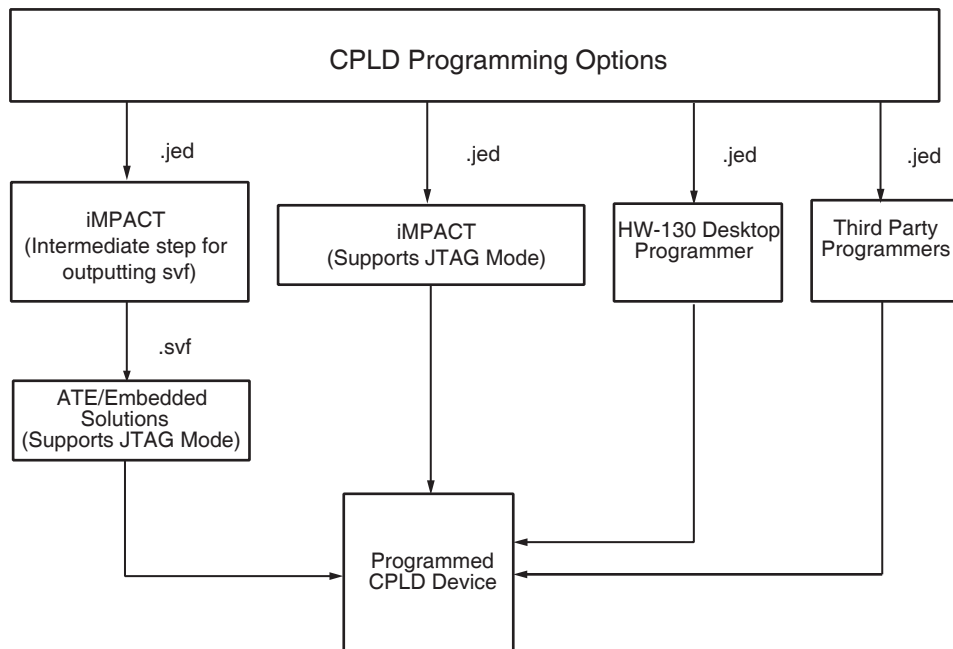 CPLD Programming Options
.jed
.jed
.jed
.jed
iMPACT
(Intermediate step for
outputting svf)
iMPACT
(Supports JTAG Mode)
HW-130 Desktop
Programmer
Third Party
Programmers
.svf
ATE/Embedded
Solutions
(Supports JTAG Mode)
Programmed
CPLD Device